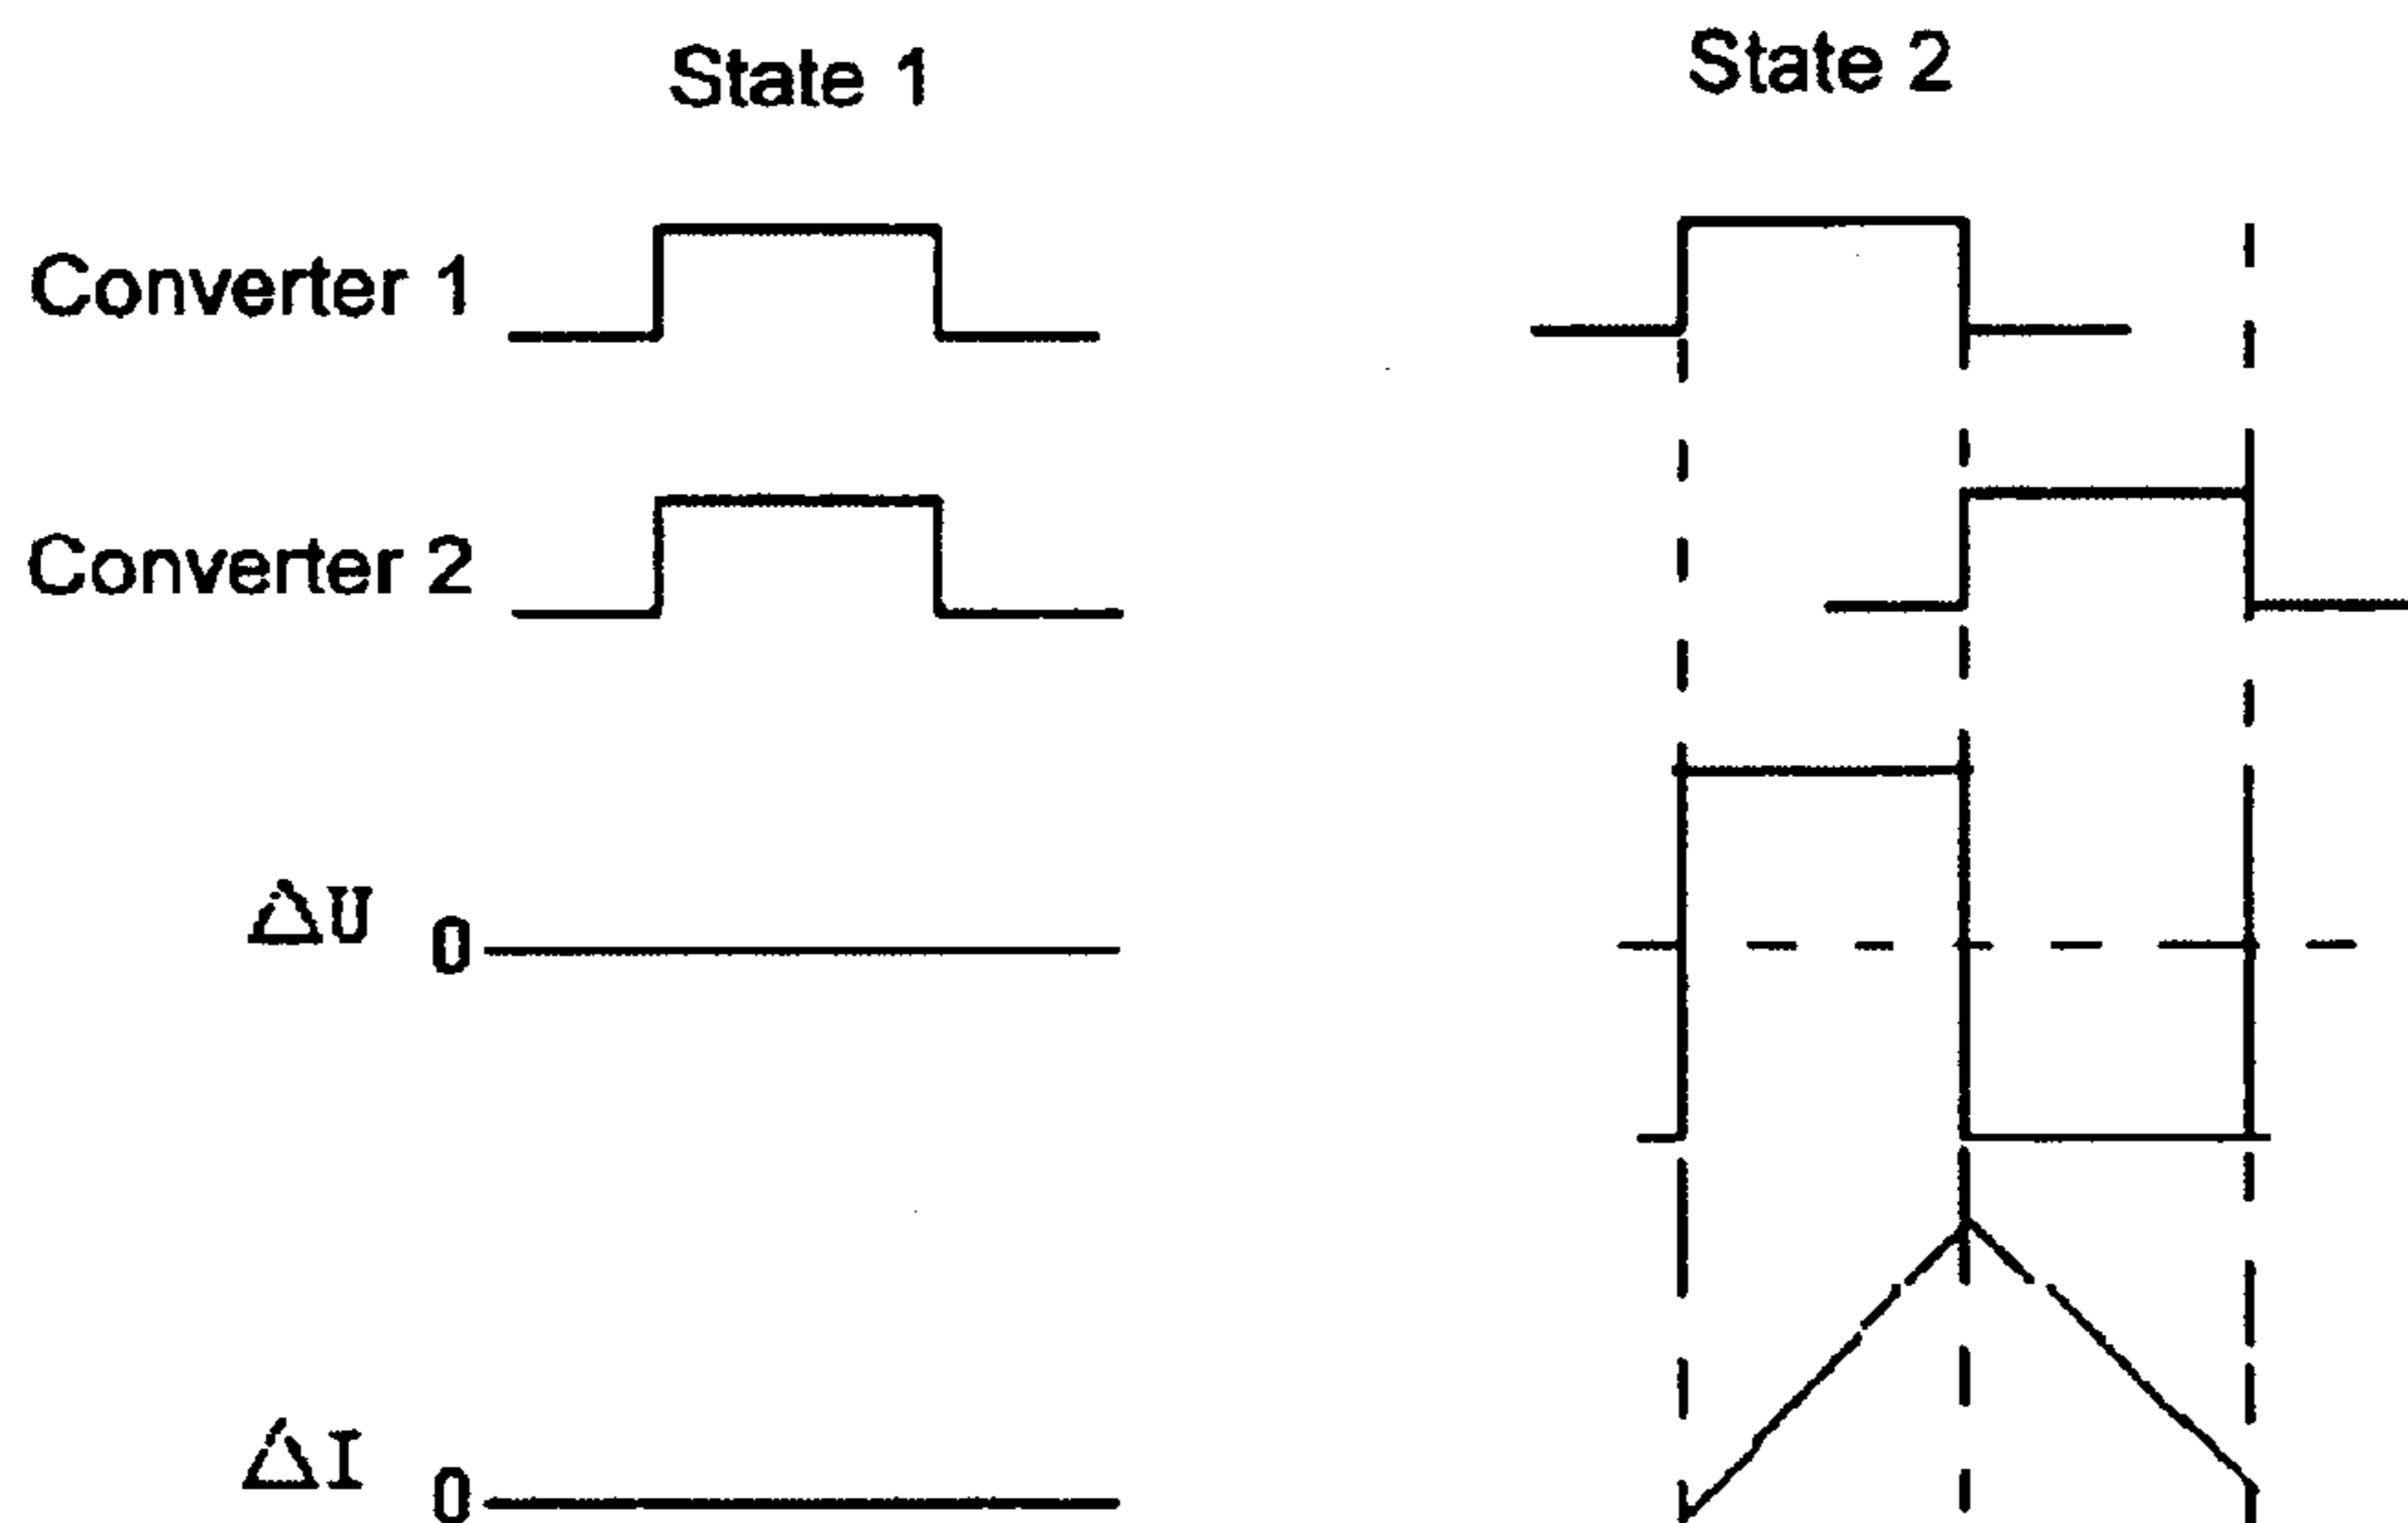 State 1
State 2
Converter 1
Converter 2
ΔU 0
ΔI 0